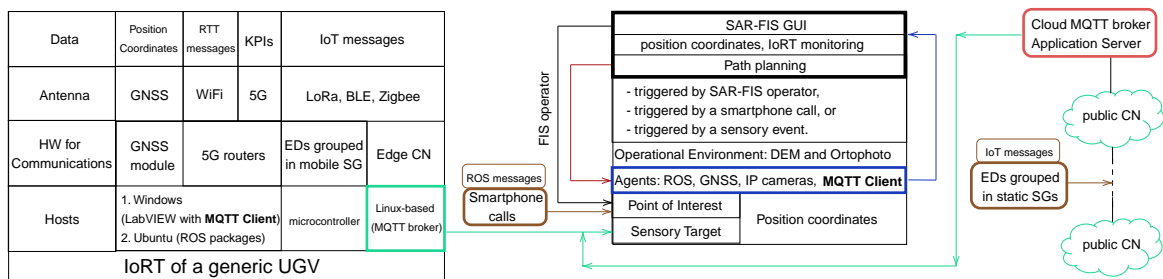 Data
Position
Coordinates
RTT
messages
KPIs
IoT messages
Antenna
GNSS
WiFi
5G
LoRa, BLE, Zigbee
HW for
Communications
GNSS
module
5G routers
EDs grouped
in mobile SG
Edge CN
Hosts
1. Windows
(LabVIEW with MQTT Client)
2. Ubuntu (ROS packages)
microcontroller
Linux-based
(MQTT broker)
IoRT of a generic UGV
FIS operator
ROS messages
Smartphone
calls
SAR-FIS GUI
position coordinates, IoRT monitoring
Path planning
- triggered by SAR-FIS operator,
- triggered by a smartphone call, or
- triggered by a sensory event.
Operational Environment: DEM and Ortophoto
Agents: ROS, GNSS, IP cameras, MQTT Client
Point of Interest
Sensory Target
Position coordinates
Cloud MQTT broker
Application Server
public CN
IoT messages
EDs grouped
in static SGs
public CN